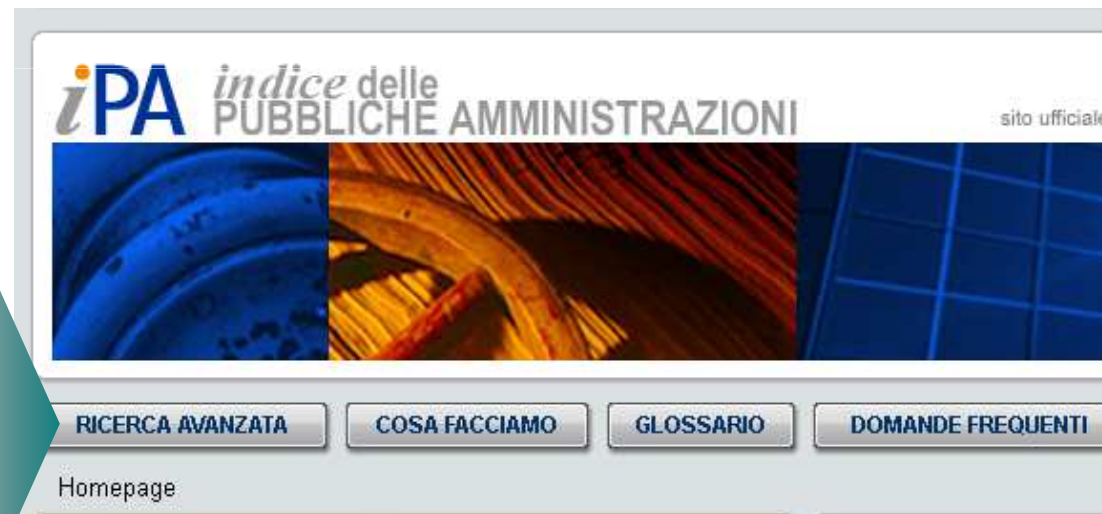 iPA indice delle
PUBBLICHE AMMINISTRAZIONI
sito ufficiale
RICERCA AVANZATA COSA FACCIAMO GLOSSARIO DOMANDE FREQUENTI
Homepage